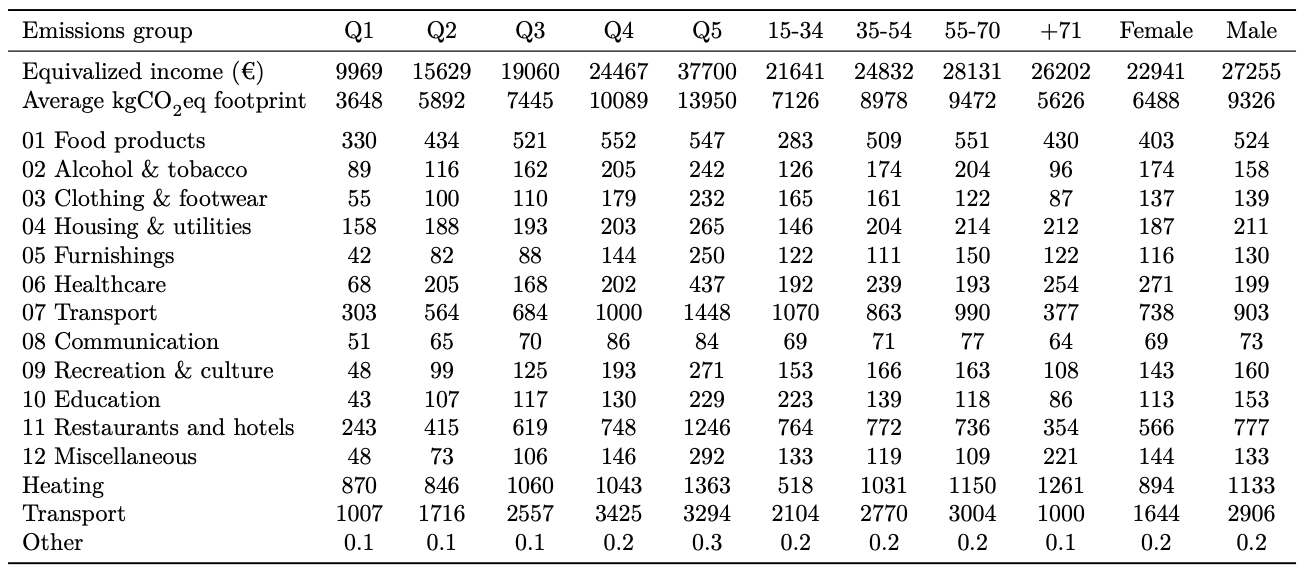 Emissions group Q1 Q2 Q3 Q4 Q5 15-34 35-54 55-70 +71 Female Male
Equivalized income (€) 9969 15629 19060 24467 37700 21641 24832 28131 26202 22941 27255
Average kgCO₂eq footprint 3648 5892 7445 10089 13950 7126 8978 9472 5626 6488 9326
01 Food products 330 434 521 552 547 283 509 551 430 403 524
02 Alcohol & tobacco 89 116 162 205 242 126 174 204 96 174 158
03 Clothing & footwear 55 100 110 179 232 165 161 122 87 137 139
04 Housing & utilities 158 188 193 203 265 146 204 214 212 187 211
05 Furnishings 42 82 88 144 250 122 111 150 122 116 130
06 Healthcare 68 205 168 202 437 192 239 193 254 271 199
07 Transport 303 564 684 1000 1448 1070 863 990 377 738 903
08 Communication 51 65 70 86 84 69 71 77 64 69 73
09 Recreation & culture 48 99 125 193 271 153 166 163 108 143 160
10 Education 43 107 117 130 229 223 139 118 86 113 153
11 Restaurants and hotels 243 415 619 748 1246 764 772 736 354 566 777
12 Miscellaneous 48 73 106 146 292 133 119 109 221 144 133
Heating 870 846 1060 1043 1363 518 1031 1150 1261 894 1133
Transport 1007 1716 2557 3425 3294 2104 2770 3004 1000 1644 2906
Other 0.1 0.1 0.1 0.2 0.3 0.2 0.2 0.2 0.1 0.2 0.2